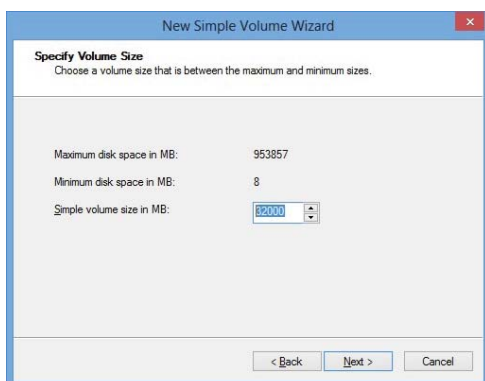 New Simple Volume Wizard
Specify Volume Size
Choose a volume size that is between the maximum and minimum sizes.
Maximum disk space in MB: 953857
Minimum disk space in MB: 8
Simple volume size in MB: 32000
< Back Next > Cancel